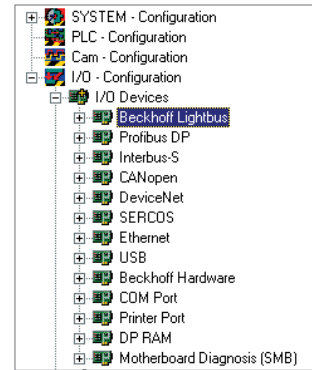 SYSTEM - Configuration
PLC - Configuration
Cam - Configuration
I/O - Configuration
I/O Devices
Beckhoff Lightbus
Profibus DP
Interbus-S
CANopen
DeviceNet
SERCOS
Ethernet
USB
Beckhoff Hardware
COM Port
Printer Port
DP RAM
Motherboard Diagnosis (SMB)